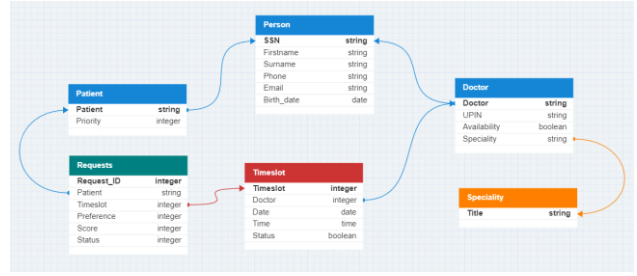 Person
SSN string
Firstname string
Surname string
Phone string
Email string
Birth_date date
Patient
Patient string
Priority integer
Doctor
Doctor string
UPIN string
Availability boolean
Speciality string
Requests
Request_ID integer
Patient string
Timeslot integer
Preference integer
Score integer
Status integer
Timeslot
Timeslot integer
Doctor integer
Date date
Time time
Status boolean
Speciality
Title string